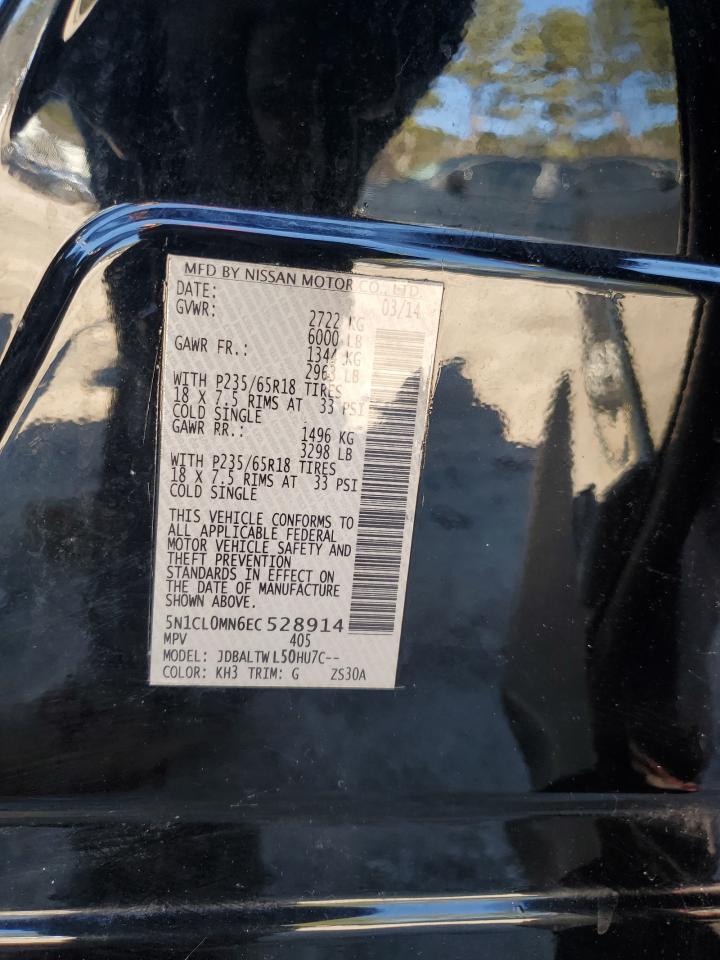 MFD BY NISSAN MOTOR CO., LTD.
DATE: 03/14
GVWR: 2722 KG
6000 LB
GAWR FR.: 1344 KG
2963 LB
WITH P235/65R18 TIRES
18 X 7.5 RIMS AT 33 PSI
COLD SINGLE
GAWR RR.: 1496 KG
3298 LB
WITH P235/65R18 TIRES
18 X 7.5 RIMS AT 33 PSI
COLD SINGLE
THIS VEHICLE CONFORMS TO
ALL APPLICABLE FEDERAL
MOTOR VEHICLE SAFETY AND
THEFT PREVENTION
STANDARDS IN EFFECT ON
THE DATE OF MANUFACTURE
SHOWN ABOVE.
5N1CL0MN6EC528914
MPV 405
MODEL: JDBALTW L50HU7C--
COLOR: KH3 TRIM: G ZS30A